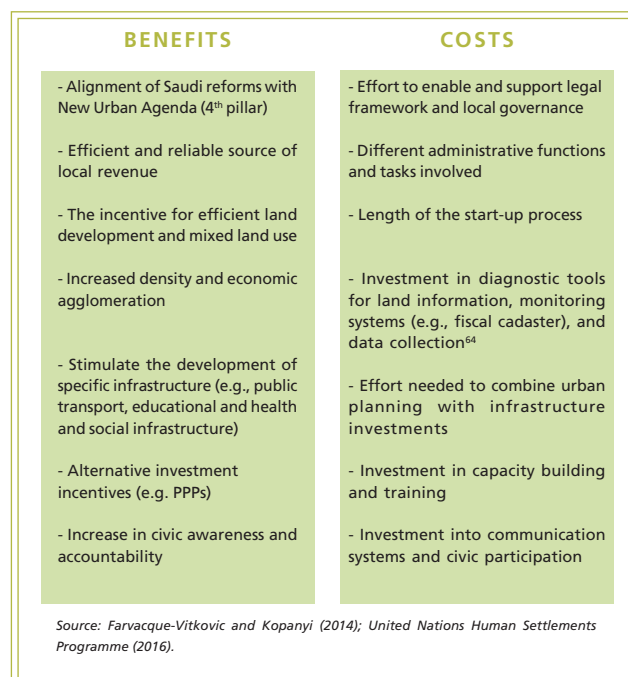 BENEFITS
- Alignment of Saudi reforms with
New Urban Agenda (4th pillar)
- Efficient and reliable source of
local revenue
- The incentive for efficient land
development and mixed land use
- Increased density and economic
agglomeration
- Stimulate the development of
specific infrastructure (e.g., public
transport, educational and health
and social infrastructure)
- Alternative investment
incentives (e.g. PPPs)
- Increase in civic awareness and
accountability
COSTS
- Effort to enable and support legal
framework and local governance
- Different administrative functions
and tasks involved
- Length of the start-up process
- Investment in diagnostic tools
for land information, monitoring
systems (e.g., fiscal cadaster), and
data collection64
- Effort needed to combine urban
planning with infrastructure
investments
- Investment in capacity building
and training
- Investment into communication
systems and civic participation
Source: Farvacque-Vitkovic and Kopanyi (2014); United Nations Human Settlements
Programme (2016).